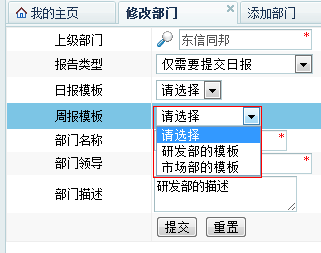 我的主页 修改部门 添加部门
上级部门 东信同邦 *
报告类型 仅需要提交日报
日报模板 请选择
周报模板 请选择
请选择
部门名称 研发部的模板 *
部门领导 市场部的模板 *
部门描述 研发部的描述
提交 重置